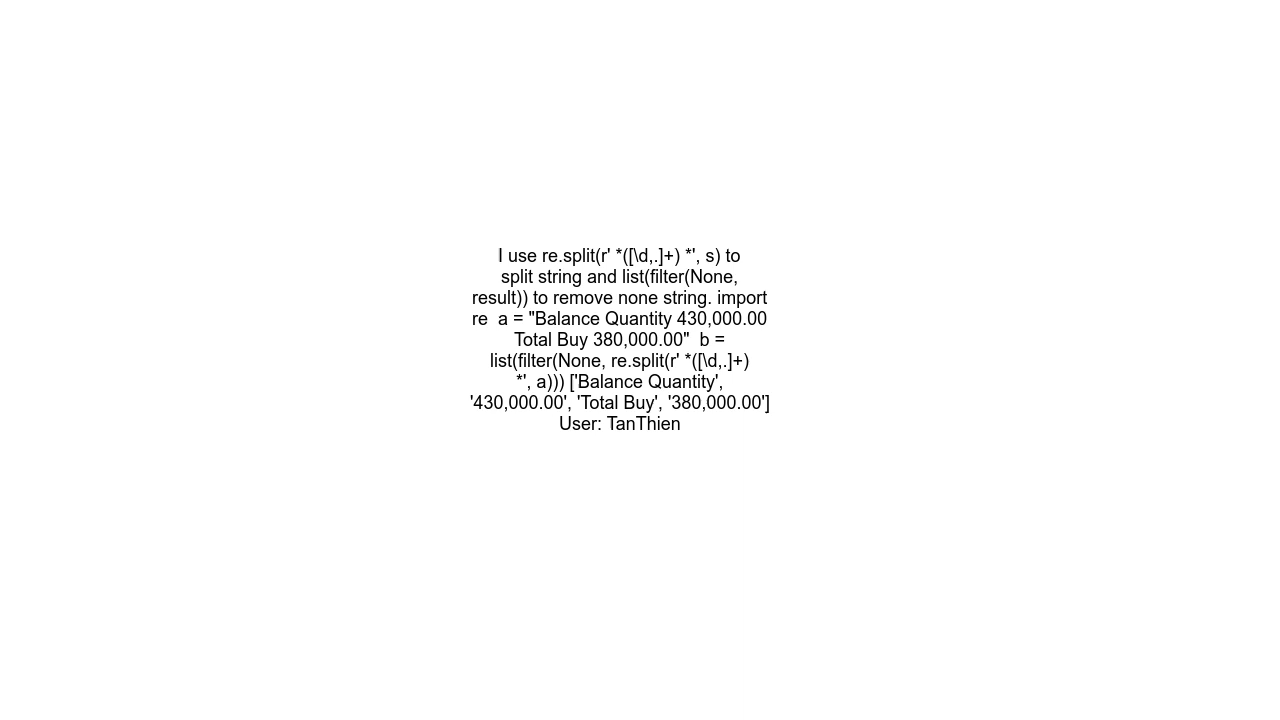 I use re.split(r' *([\d,.]+) *', s) to
split string and list(filter(None,
result)) to remove none string. import
re  a = "Balance Quantity 430,000.00
Total Buy 380,000.00"  b =
list(filter(None, re.split(r' *([\d,.]+)
*', a))) ['Balance Quantity',
'430,000.00', 'Total Buy', '380,000.00']
User: TanThien